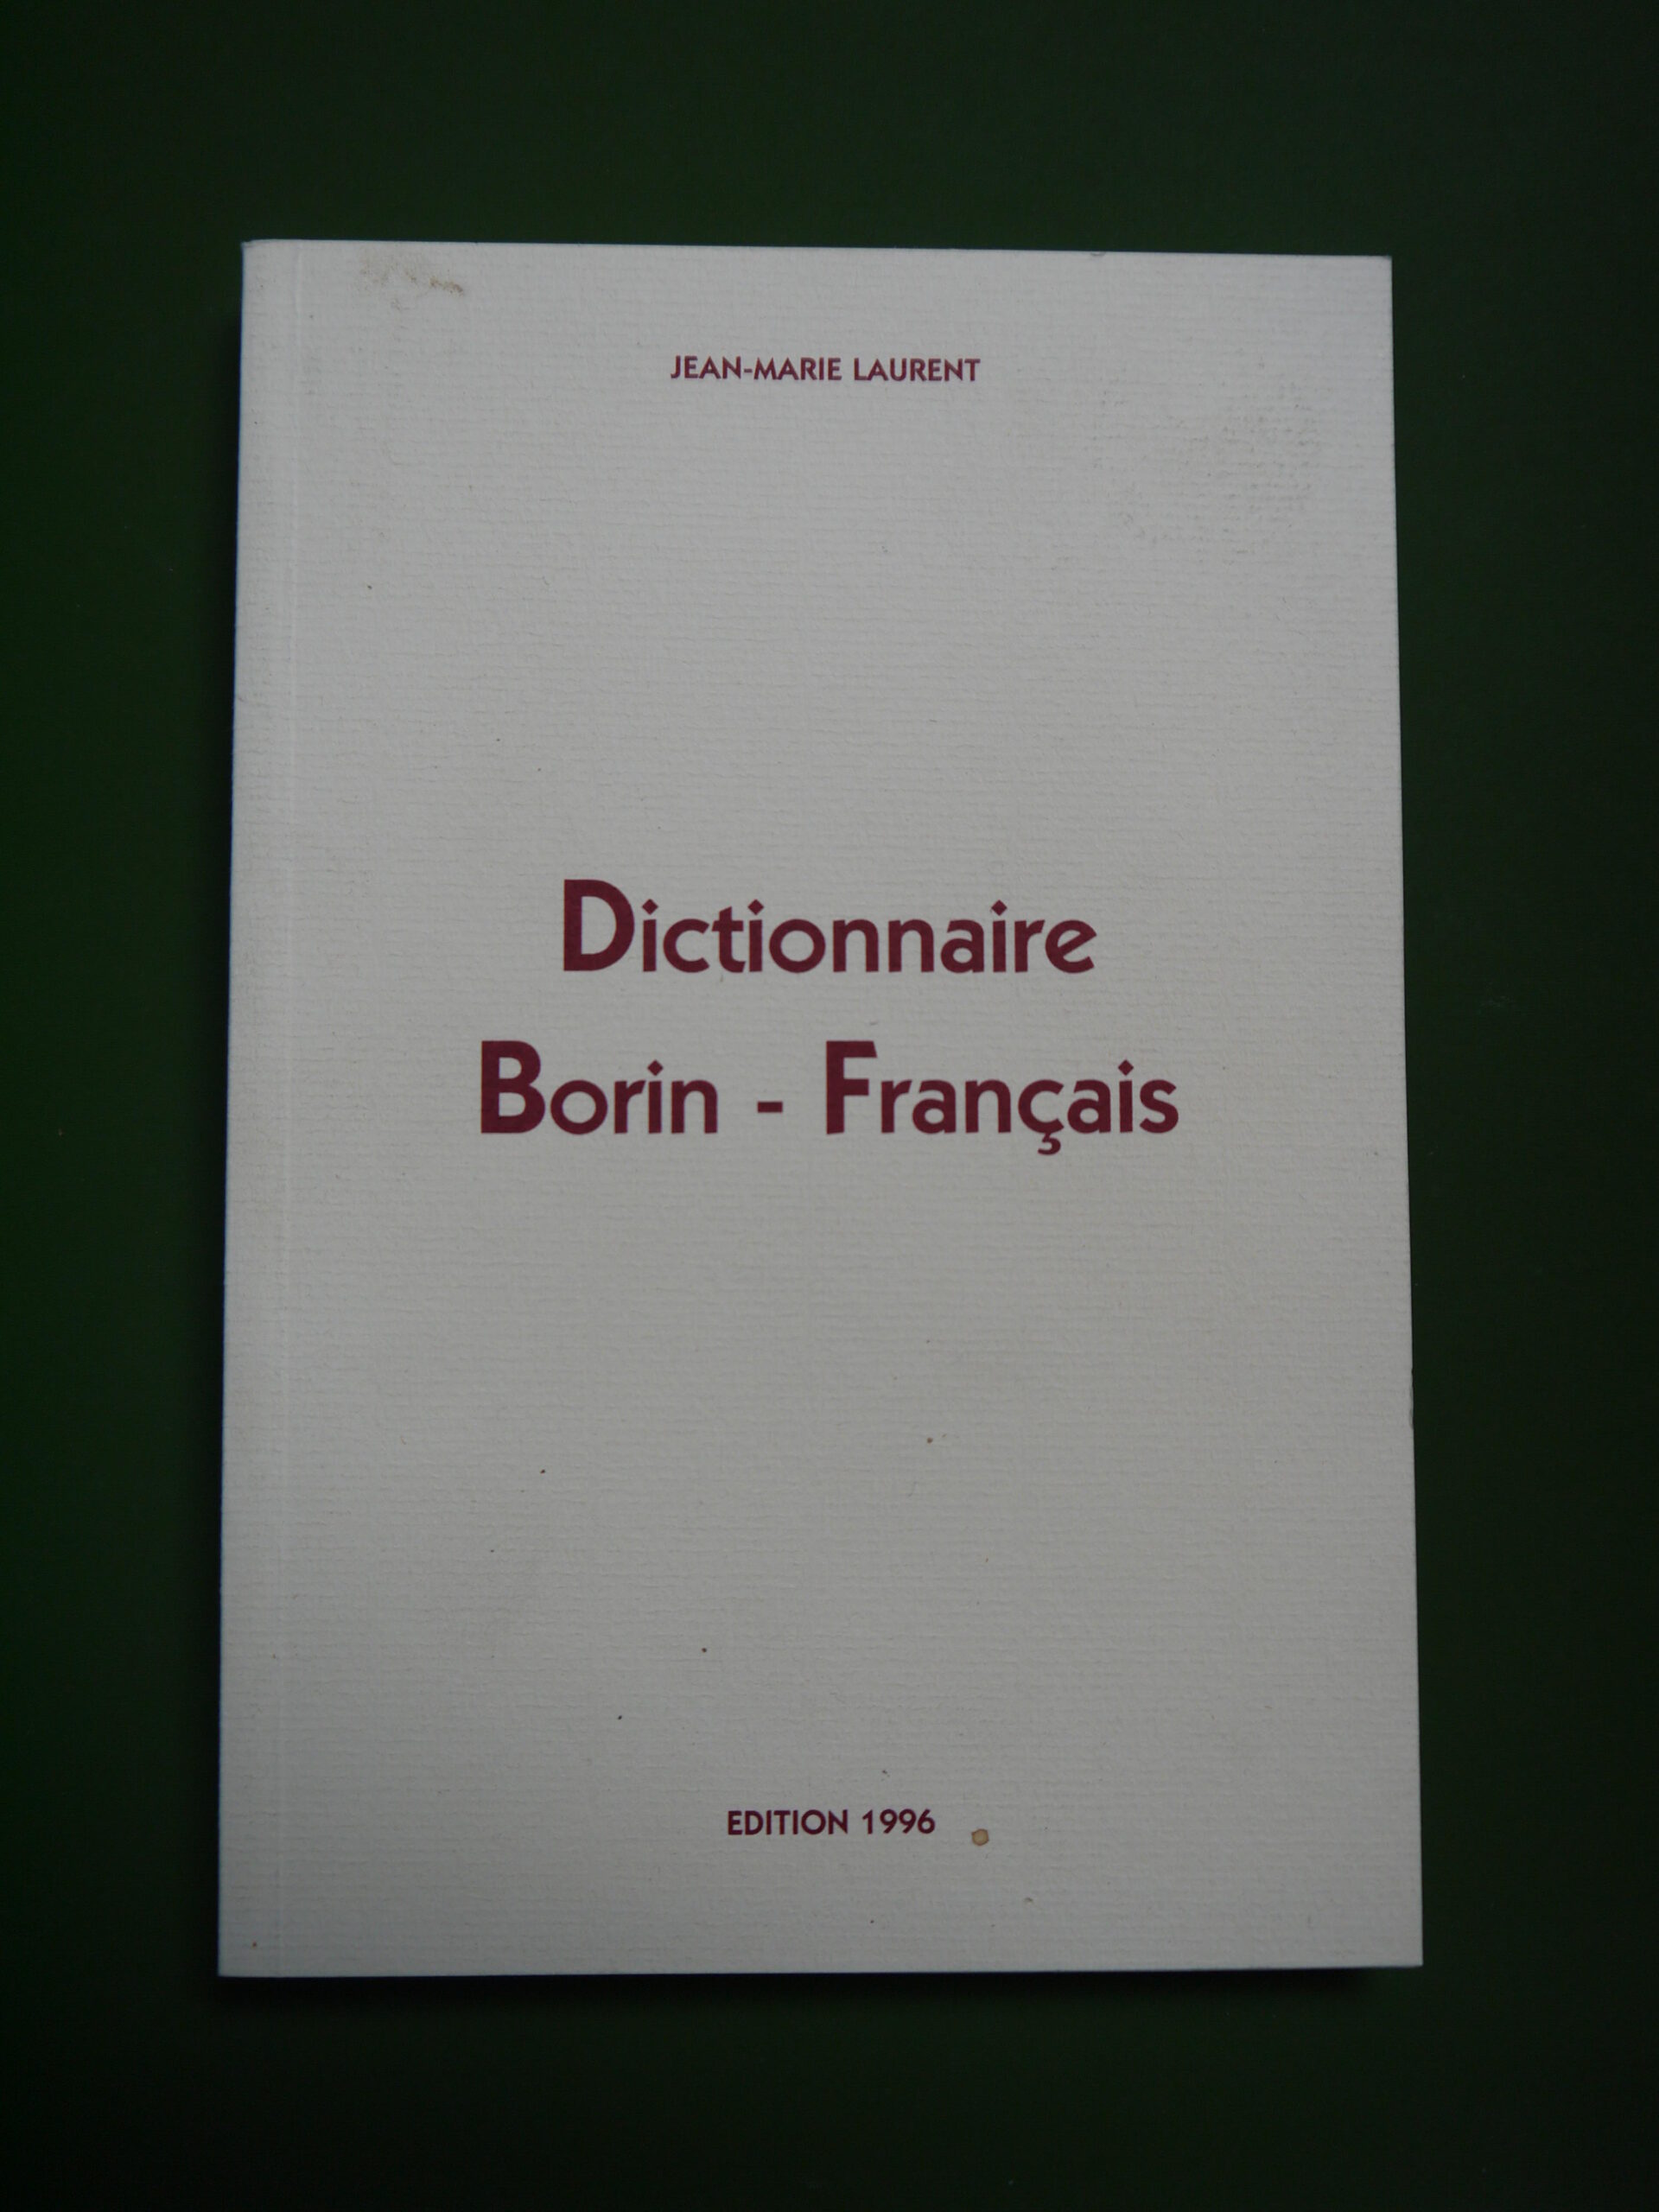 JEAN-MARIE LAURENT
Dictionnaire
Borin - Français
EDITION 1996